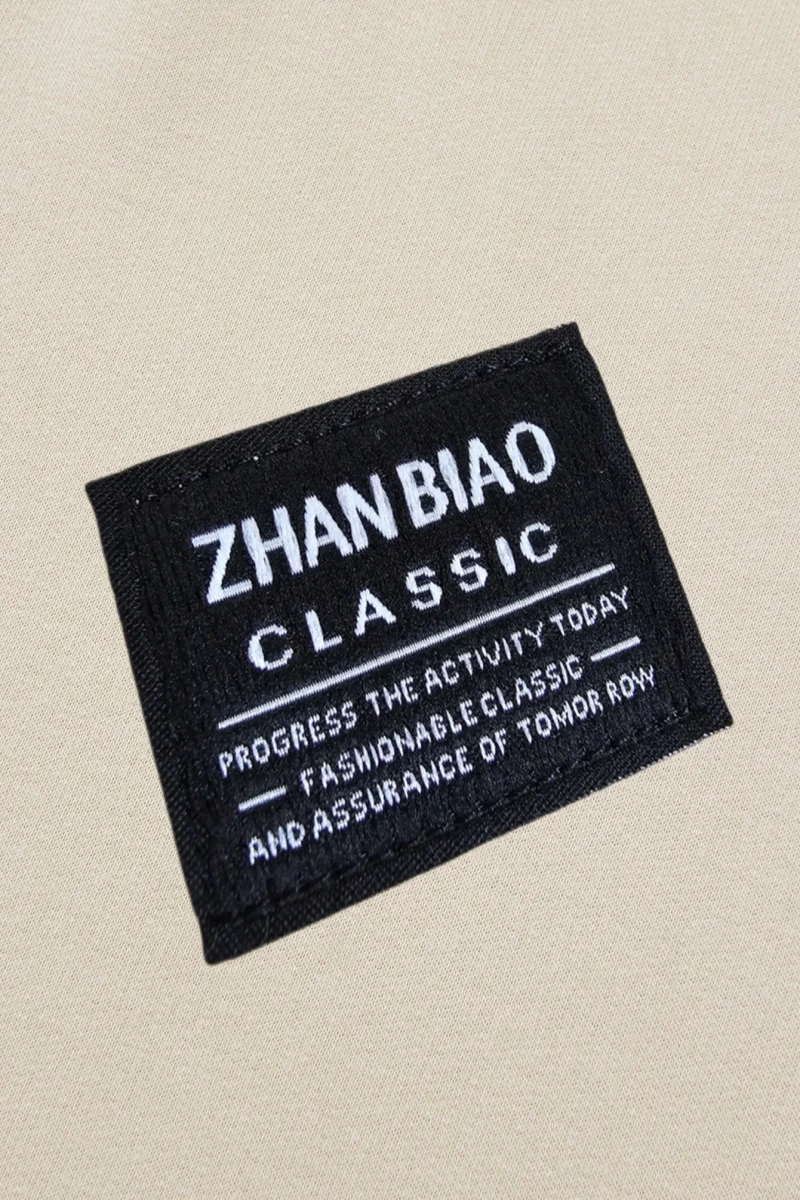 ZHAN BIAO
CLASSIC
PROGRESS THE ACTIVITY TODAY
— FASHIONABLE CLASSIC —
AND ASSURANCE OF TOMOR ROW